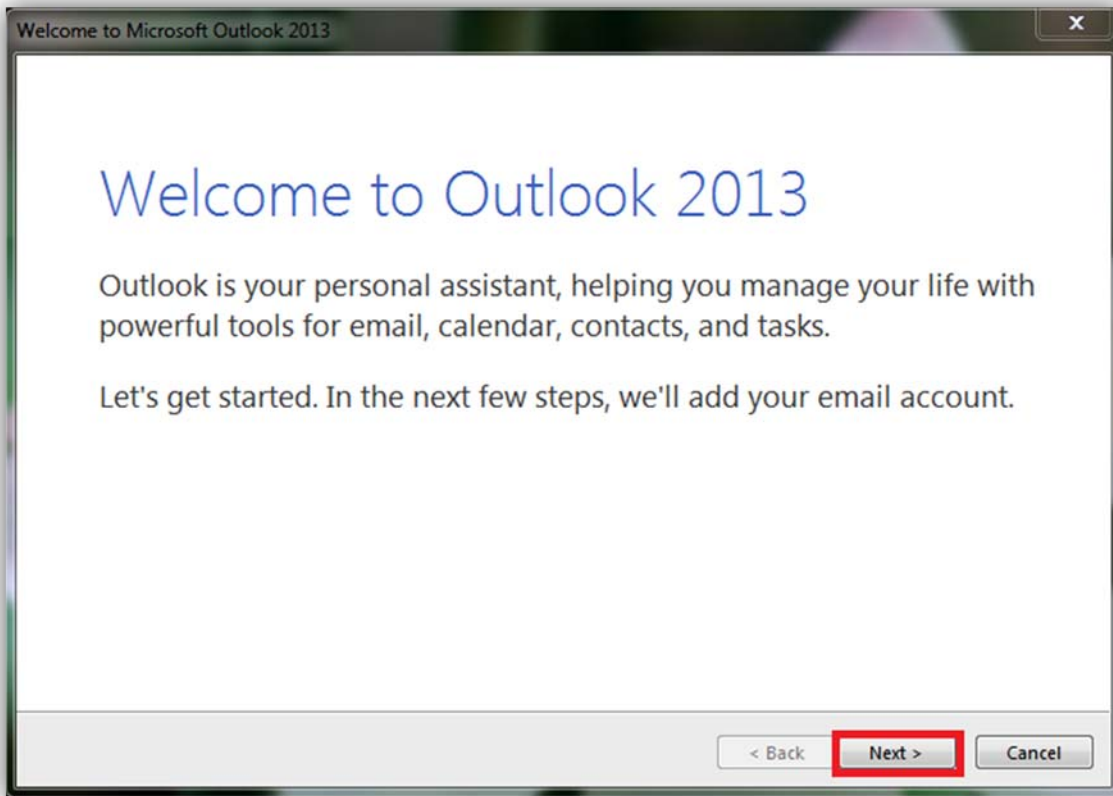 Welcome to Microsoft Outlook 2013
X
Welcome to Outlook 2013
Outlook is your personal assistant, helping you manage your life with
powerful tools for email, calendar, contacts, and tasks.
Let's get started. In the next few steps, we'll add your email account.
< Back Next > Cancel